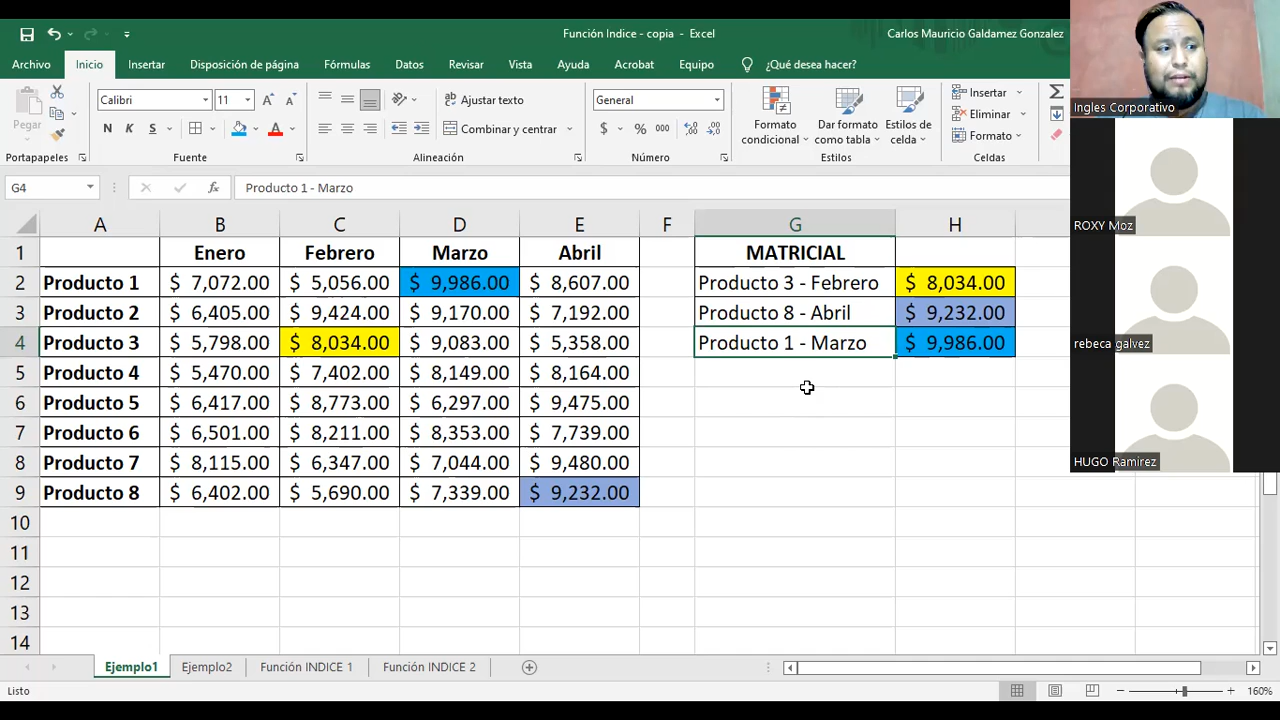 Función Indice - copia - Excel
Carlos Mauricio Galdamez Gonzalez
Archivo Inicio Insertar Disposición de página Fórmulas Datos Revisar Vista Ayuda Acrobat Equipo ¿Qué desea hacer?
Pegar
Calibri 11
N K S
Ajustar texto
Combinar y centrar
General
$ % 000
Formato condicional
Dar formato como tabla
Estilos de celda
Insertar
Eliminar
Formato
Portapapeles Fuente Alineación Número Estilos Celdas
G4 fx Producto 1 - Marzo
A B C D E F G H
1 Enero Febrero Marzo Abril MATRICIAL
2 Producto 1 $ 7,072.00 $ 5,056.00 $ 9,986.00 $ 8,607.00 Producto 3 - Febrero $ 8,034.00
3 Producto 2 $ 6,405.00 $ 9,424.00 $ 9,170.00 $ 7,192.00 Producto 8 - Abril $ 9,232.00
4 Producto 3 $ 5,798.00 $ 8,034.00 $ 9,083.00 $ 5,358.00 Producto 1 - Marzo $ 9,986.00
5 Producto 4 $ 5,470.00 $ 7,402.00 $ 8,149.00 $ 8,164.00
6 Producto 5 $ 6,417.00 $ 8,773.00 $ 6,297.00 $ 9,475.00
7 Producto 6 $ 6,501.00 $ 8,211.00 $ 8,353.00 $ 7,739.00
8 Producto 7 $ 8,115.00 $ 6,347.00 $ 7,044.00 $ 9,480.00
9 Producto 8 $ 6,402.00 $ 5,690.00 $ 7,339.00 $ 9,232.00
10
11
12
13
14
Ejemplo1 Ejemplo2 Función INDICE 1 Función INDICE 2
Listo
160%
Ingles Corporativo
ROXY Moz
rebeca galvez
HUGO Ramirez